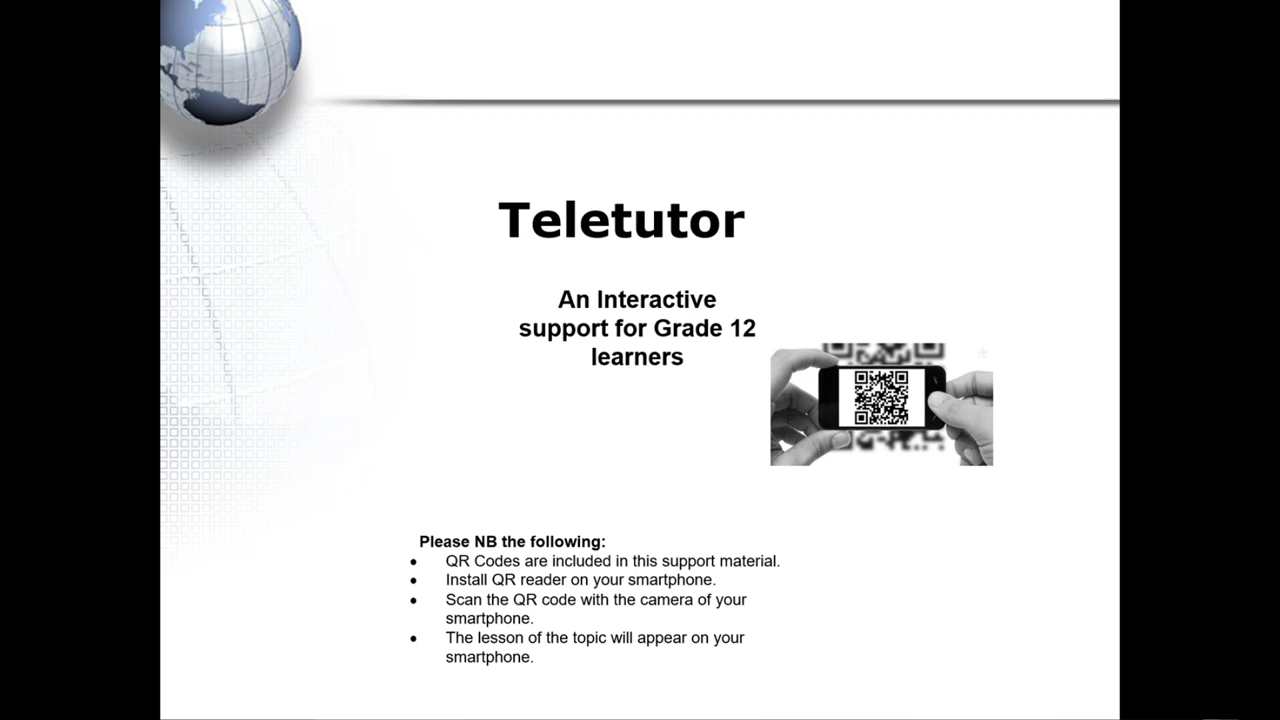 Teletutor
An Interactive
support for Grade 12
learners
Please NB the following:
• QR Codes are included in this support material.
• Install QR reader on your smartphone.
• Scan the QR code with the camera of your
smartphone.
• The lesson of the topic will appear on your
smartphone.